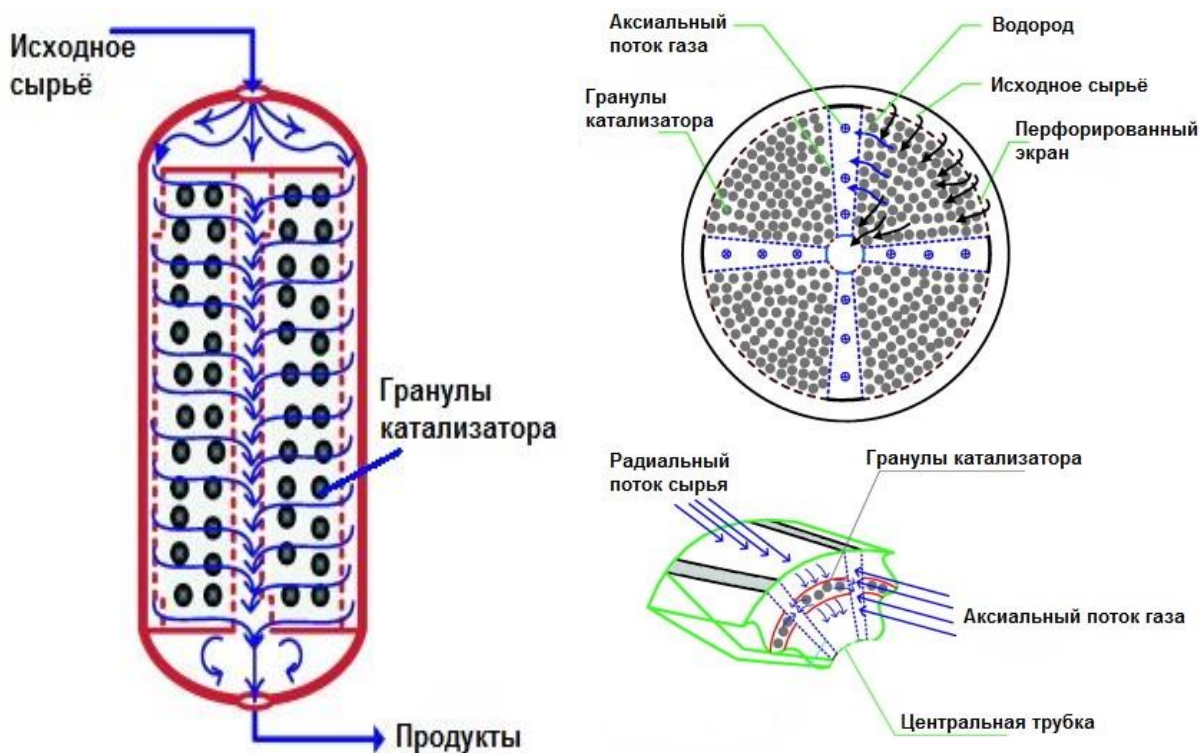 Исходное
сырьё
Гранулы
катализатора
Продукты
Аксиальный
поток газа
Водород
Исходное сырьё
Гранулы
катализатора
Перфорированный
экран
Радиальный
поток сырья
Гранулы катализатора
Аксиальный поток газа
Центральная трубка